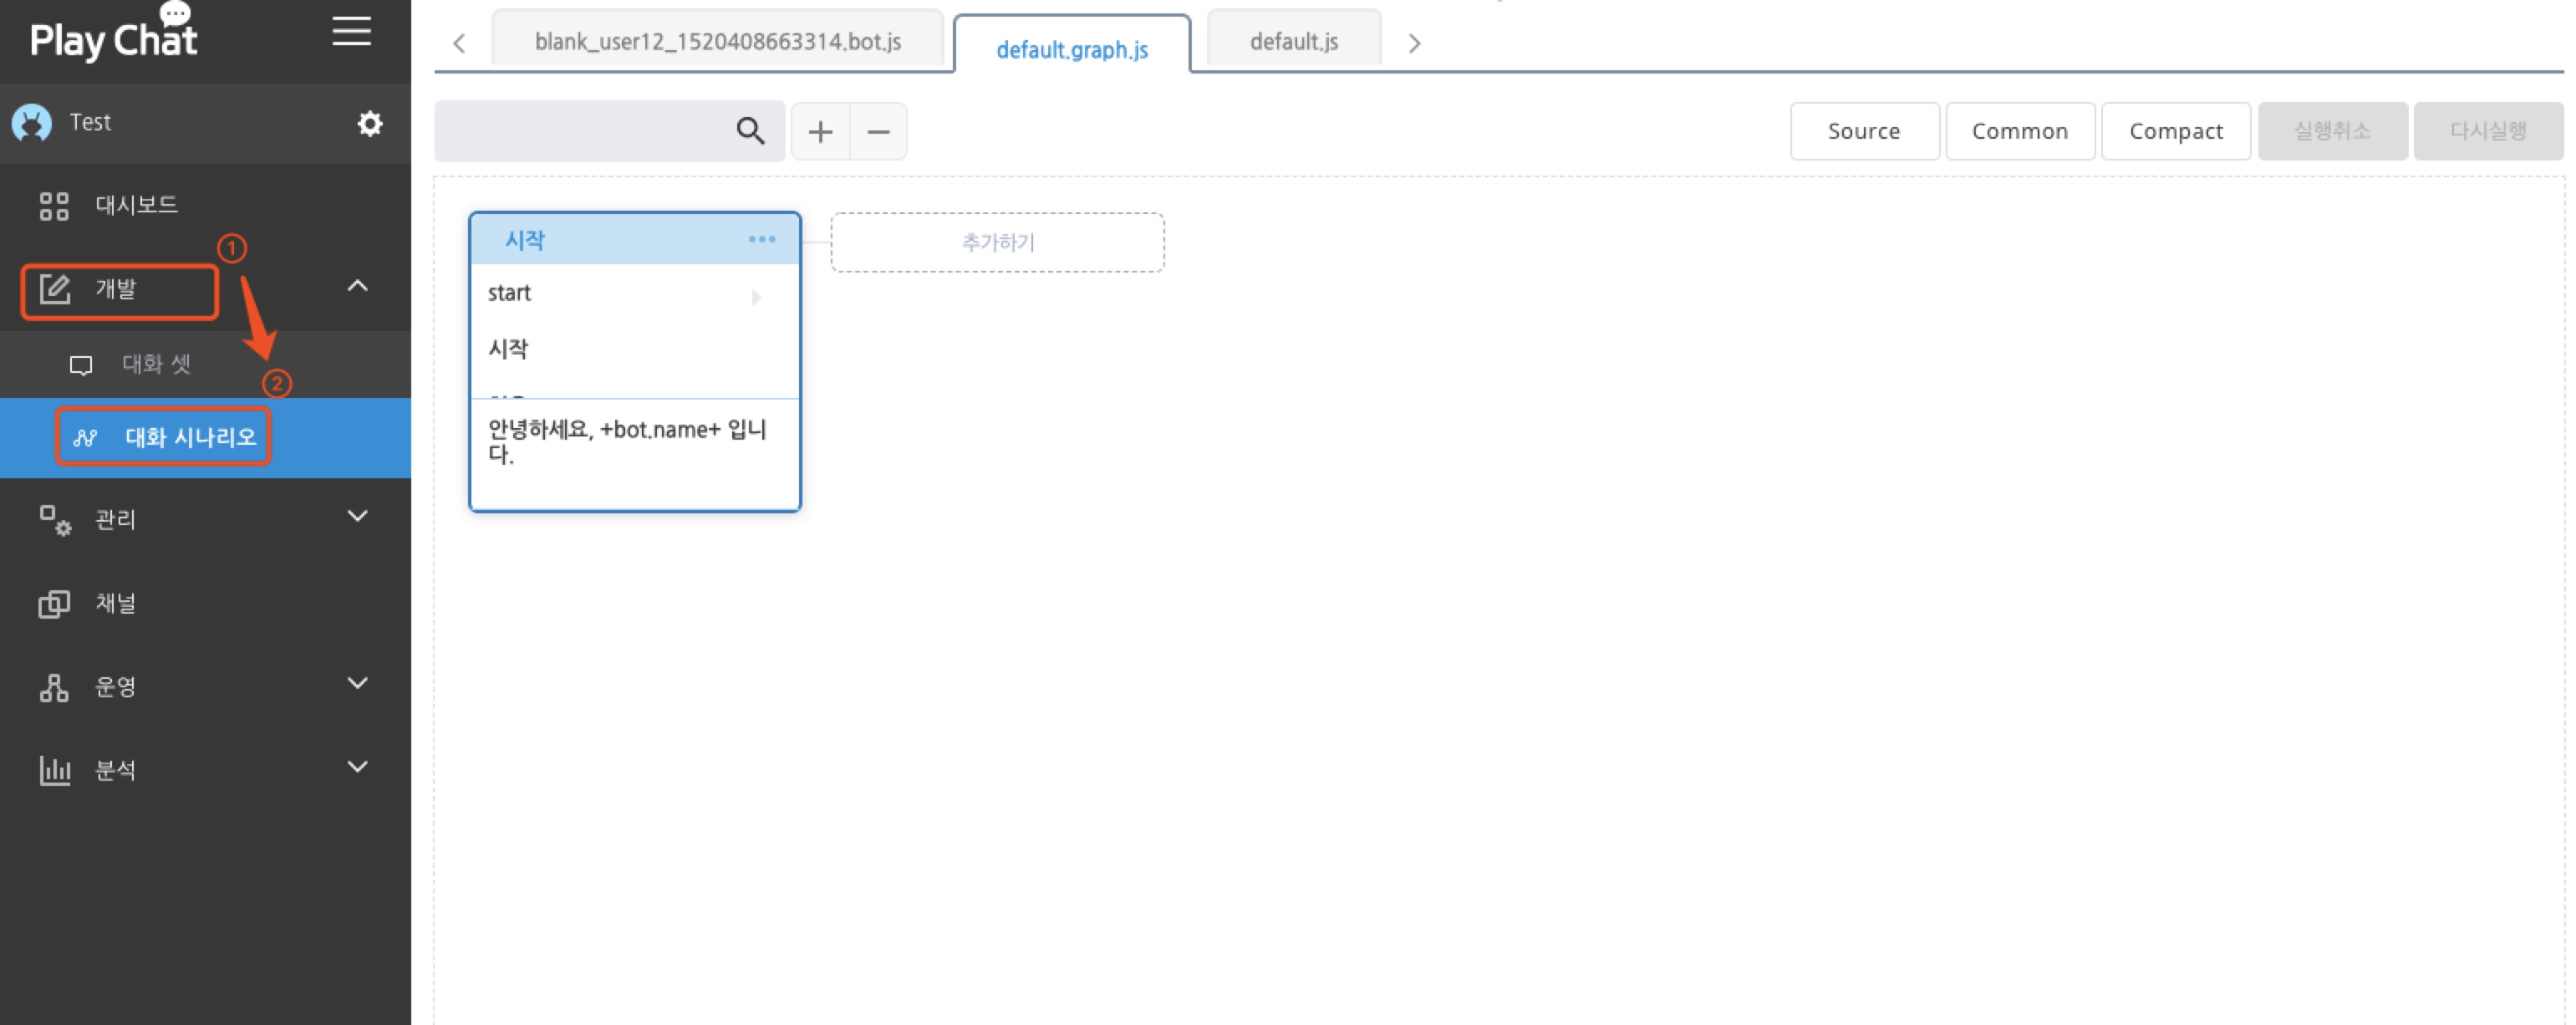 Play Chat
Test
대시보드
①
개발
대화 셋
②
대화 시나리오
관리
채널
운영
분석
blank_user12_1520408663314.bot.js
default.graph.js
default.js
Source
Common
Compact
실행취소
다시실행
시작
추가하기
start
시작
안녕하세요, +bot.name+ 입니
다.